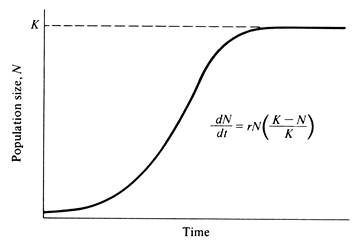 K
Population size, N
dN/dt = rN((K − N)/K)
Time